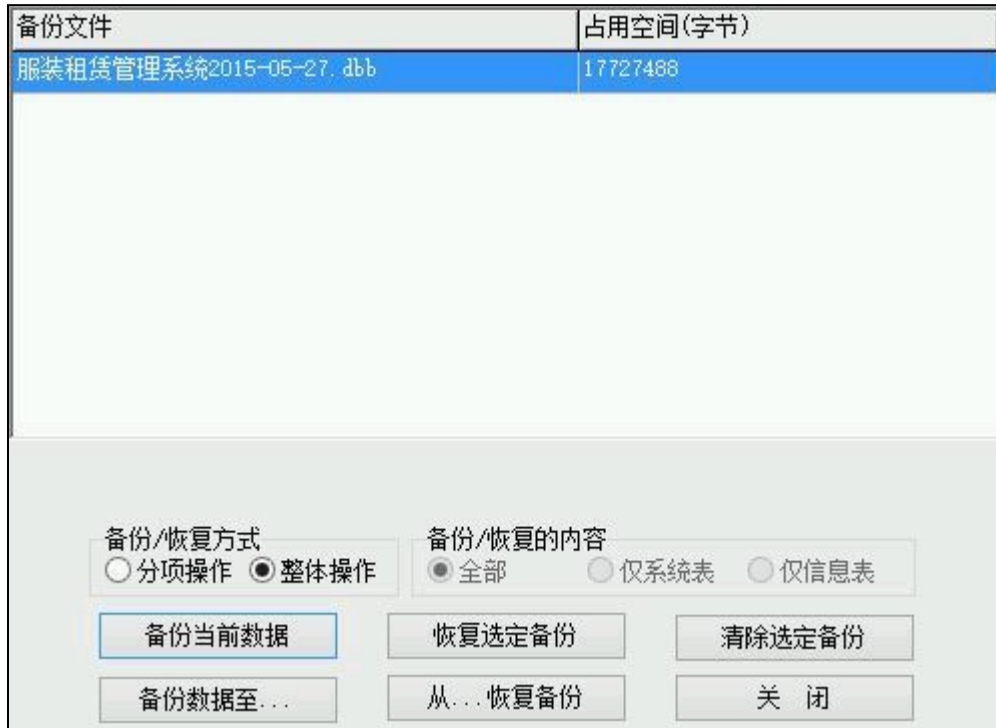 备份文件 占用空间(字节)
服装租赁管理系统2015-05-27.dbb 17727488
备份/恢复方式 备份/恢复的内容
分项操作 整体操作 全部 仅系统表 仅信息表
备份当前数据 恢复选定备份 清除选定备份
备份数据至... 从...恢复备份 关 闭